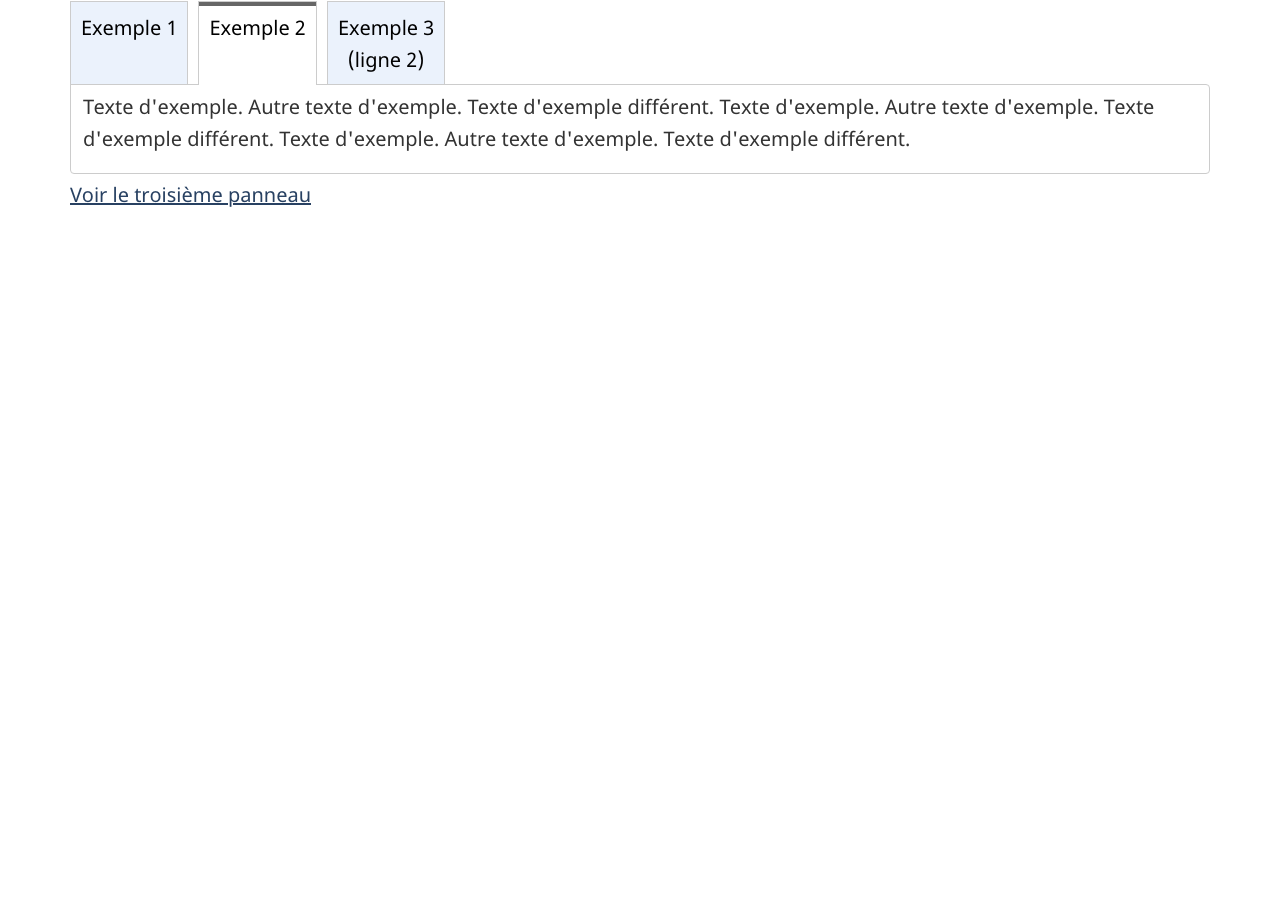 Exemple 1
Exemple 2
Exemple 3
(ligne 2)
Texte d'exemple. Autre texte d'exemple. Texte d'exemple différent. Texte d'exemple. Autre texte d'exemple. Texte
d'exemple différent. Texte d'exemple. Autre texte d'exemple. Texte d'exemple différent.
Voir le troisième panneau